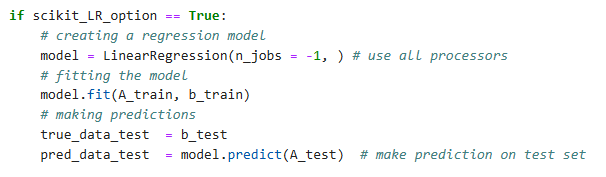 if scikit_LR_option == True:
    # creating a regression model
    model = LinearRegression(n_jobs = -1, ) # use all processors
    # fitting the model
    model.fit(A_train, b_train)
    # making predictions
    true_data_test  = b_test
    pred_data_test  = model.predict(A_test)  # make prediction on test set